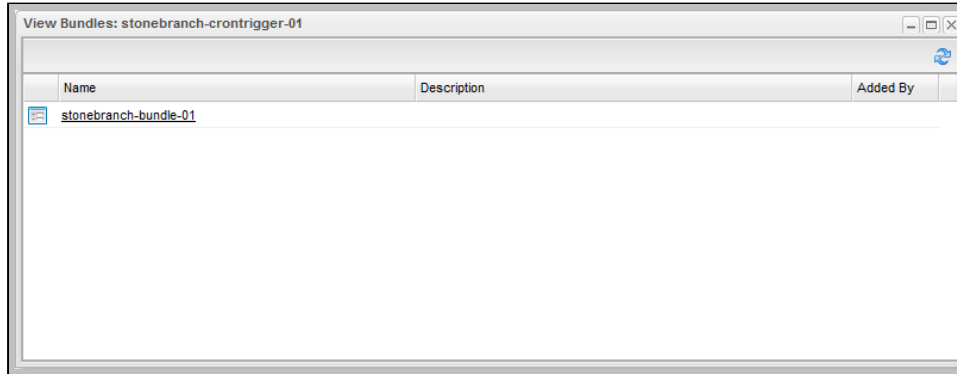 View Bundles: stonebranch-crontrigger-01
Name Description Added By
stonebranch-bundle-01